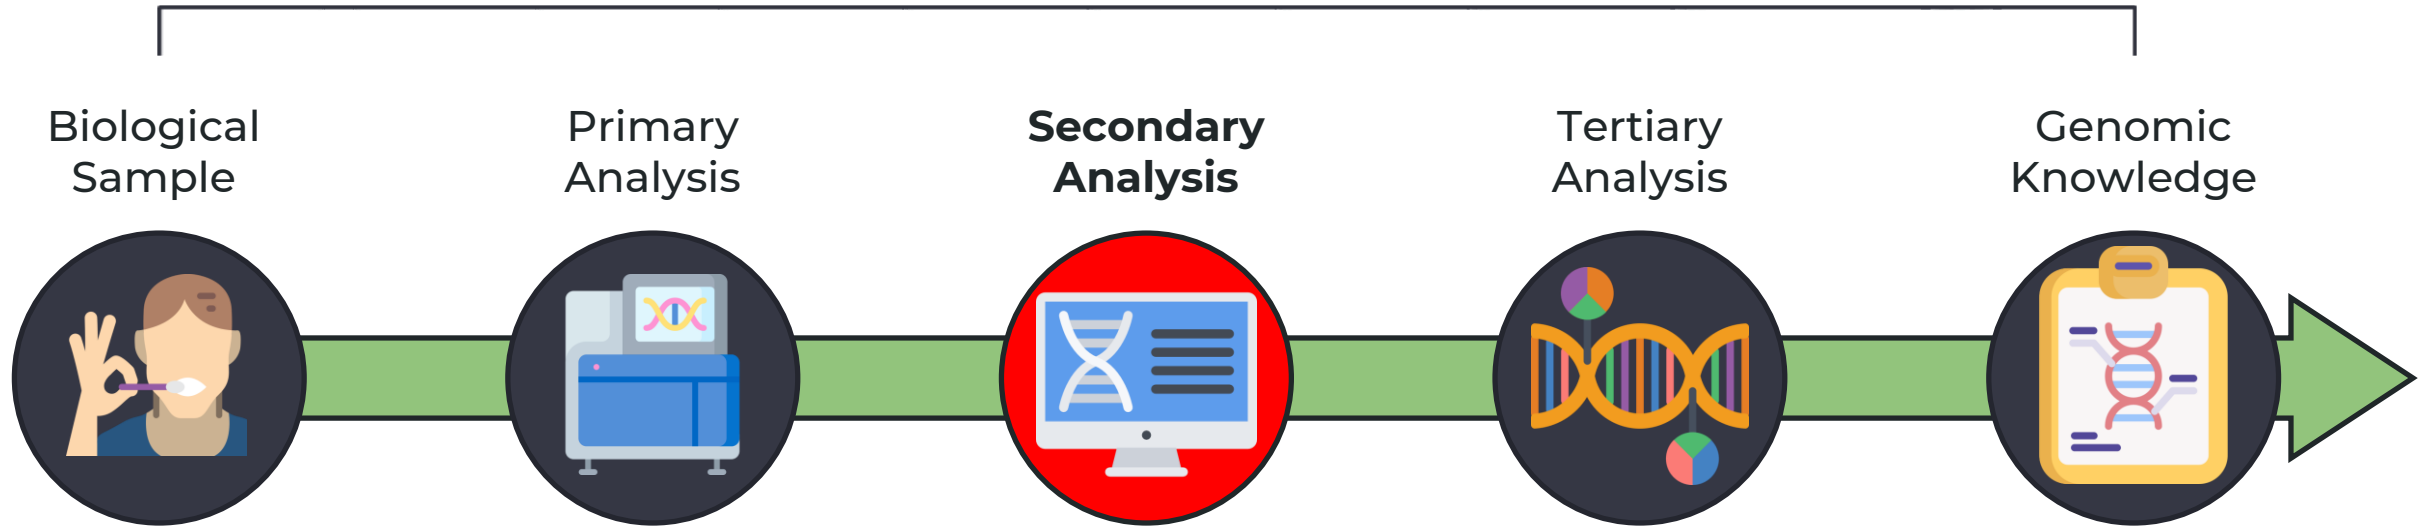 Biological
Sample
Primary
Analysis
Secondary
Analysis
Tertiary
Analysis
Genomic
Knowledge